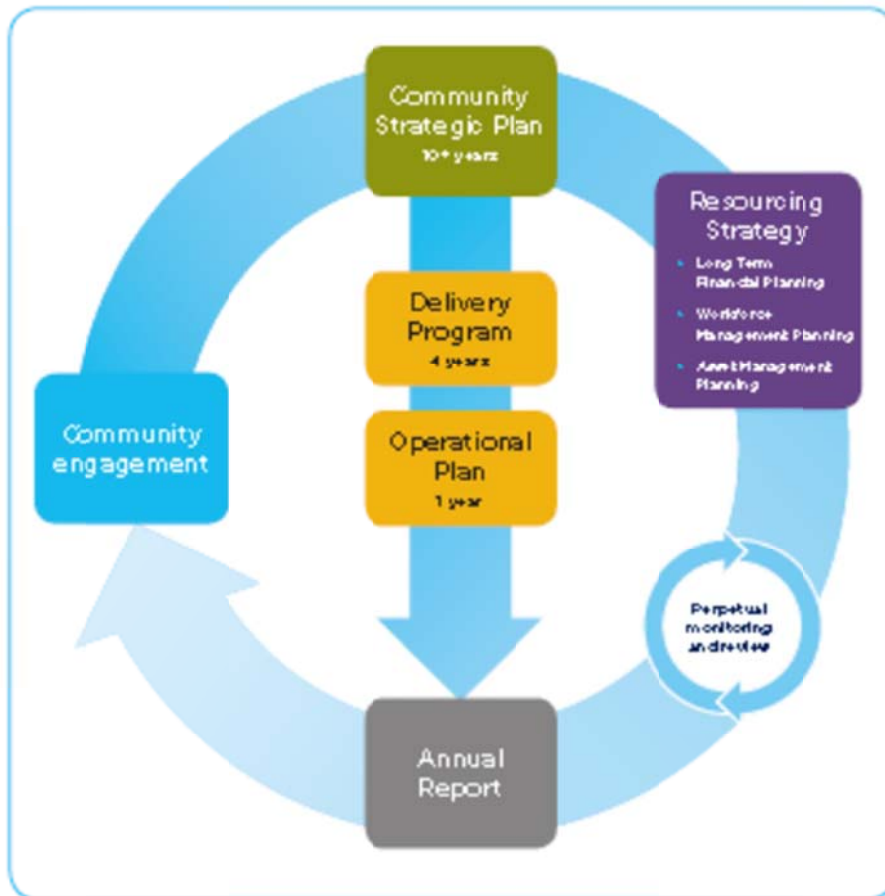 Community
Strategic Plan
10+ years
Resourcing
Strategy
• Long Term
Financial Planning
• Workforce
Management Planning
• Asset Management
Planning
Delivery
Program
4 years
Community
engagement
Operational
Plan
1 year
Perpetual
monitoring
and review
Annual
Report